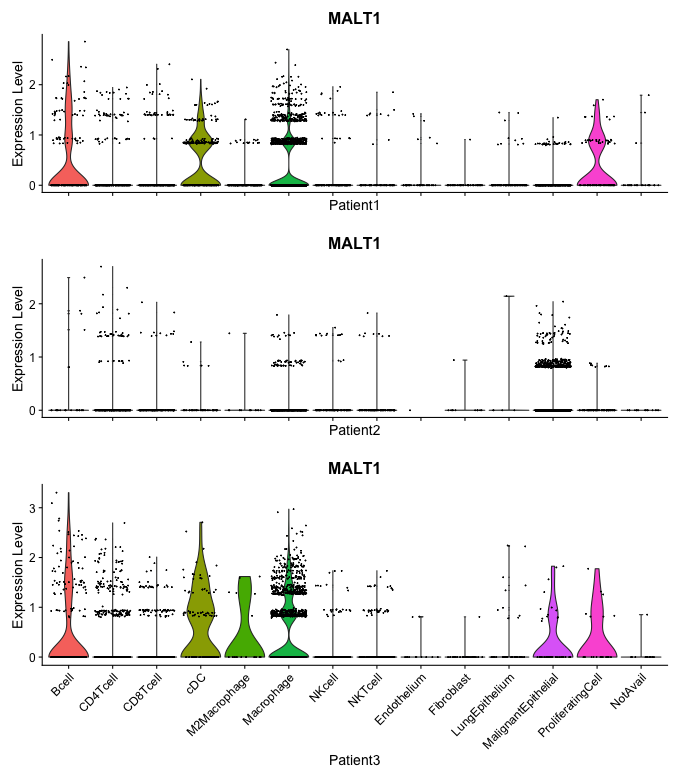 MALT1
Expression Level
2
1
0
Patient1
MALT1
Expression Level
2
1
0
Patient2
MALT1
Expression Level
3
2
1
0
Bcell
CD4Tcell
CD8Tcell
cDC
M2Macrophage
Macrophage
NKcell
NKTcell
Endothelium
Fibroblast
LungEpithelium
MalignantEpithelial
ProliferatingCell
NotAvail
Patient3